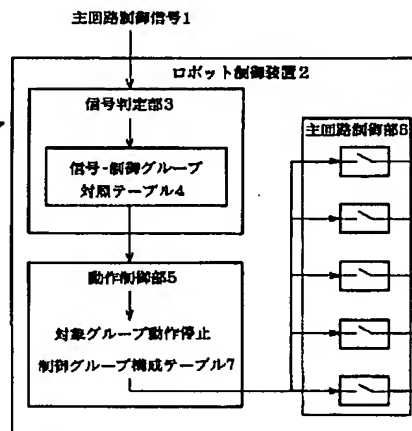 主回路制御信号1
ロボット制御装置2
信号判定部3
信号-制御グループ
対照テーブル4
動作制御部5
対象グループ動作停止
制御グループ構成テーブル7
主回路制御部6